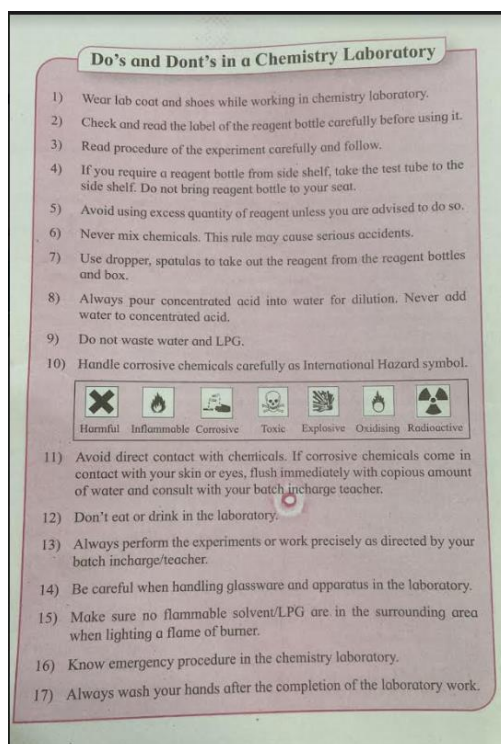 Do's and Dont's in a Chemistry Laboratory
1) Wear lab coat and shoes while working in chemistry laboratory.
2) Check and read the label of the reagent bottle carefully before using it.
3) Read procedure of the experiment carefully and follow.
4) If you require a reagent bottle from side shelf, take the test tube to the
side shelf. Do not bring reagent bottle to your seat.
5) Avoid using excess quantity of reagent unless you are advised to do so.
6) Never mix chemicals. This rule may cause serious accidents.
7) Use dropper, spatulas to take out the reagent from the reagent bottles
and box.
8) Always pour concentrated acid into water for dilution. Never add
water to concentrated acid.
9) Do not waste water and LPG.
10) Handle corrosive chemicals carefully as International Hazard symbol.
Harmful Inflammable Corrosive Toxic Explosive Oxidising Radioactive
11) Avoid direct contact with chemicals. If corrosive chemicals come in
contact with your skin or eyes, flush immediately with copious amount
of water and consult with your batch incharge teacher.
12) Don't eat or drink in the laboratory.
13) Always perform the experiments or work precisely as directed by your
batch incharge/teacher.
14) Be careful when handling glassware and apparatus in the laboratory.
15) Make sure no flammable solvent/LPG are in the surrounding area
when lighting a flame of burner.
16) Know emergency procedure in the chemistry laboratory.
17) Always wash your hands after the completion of the laboratory work.